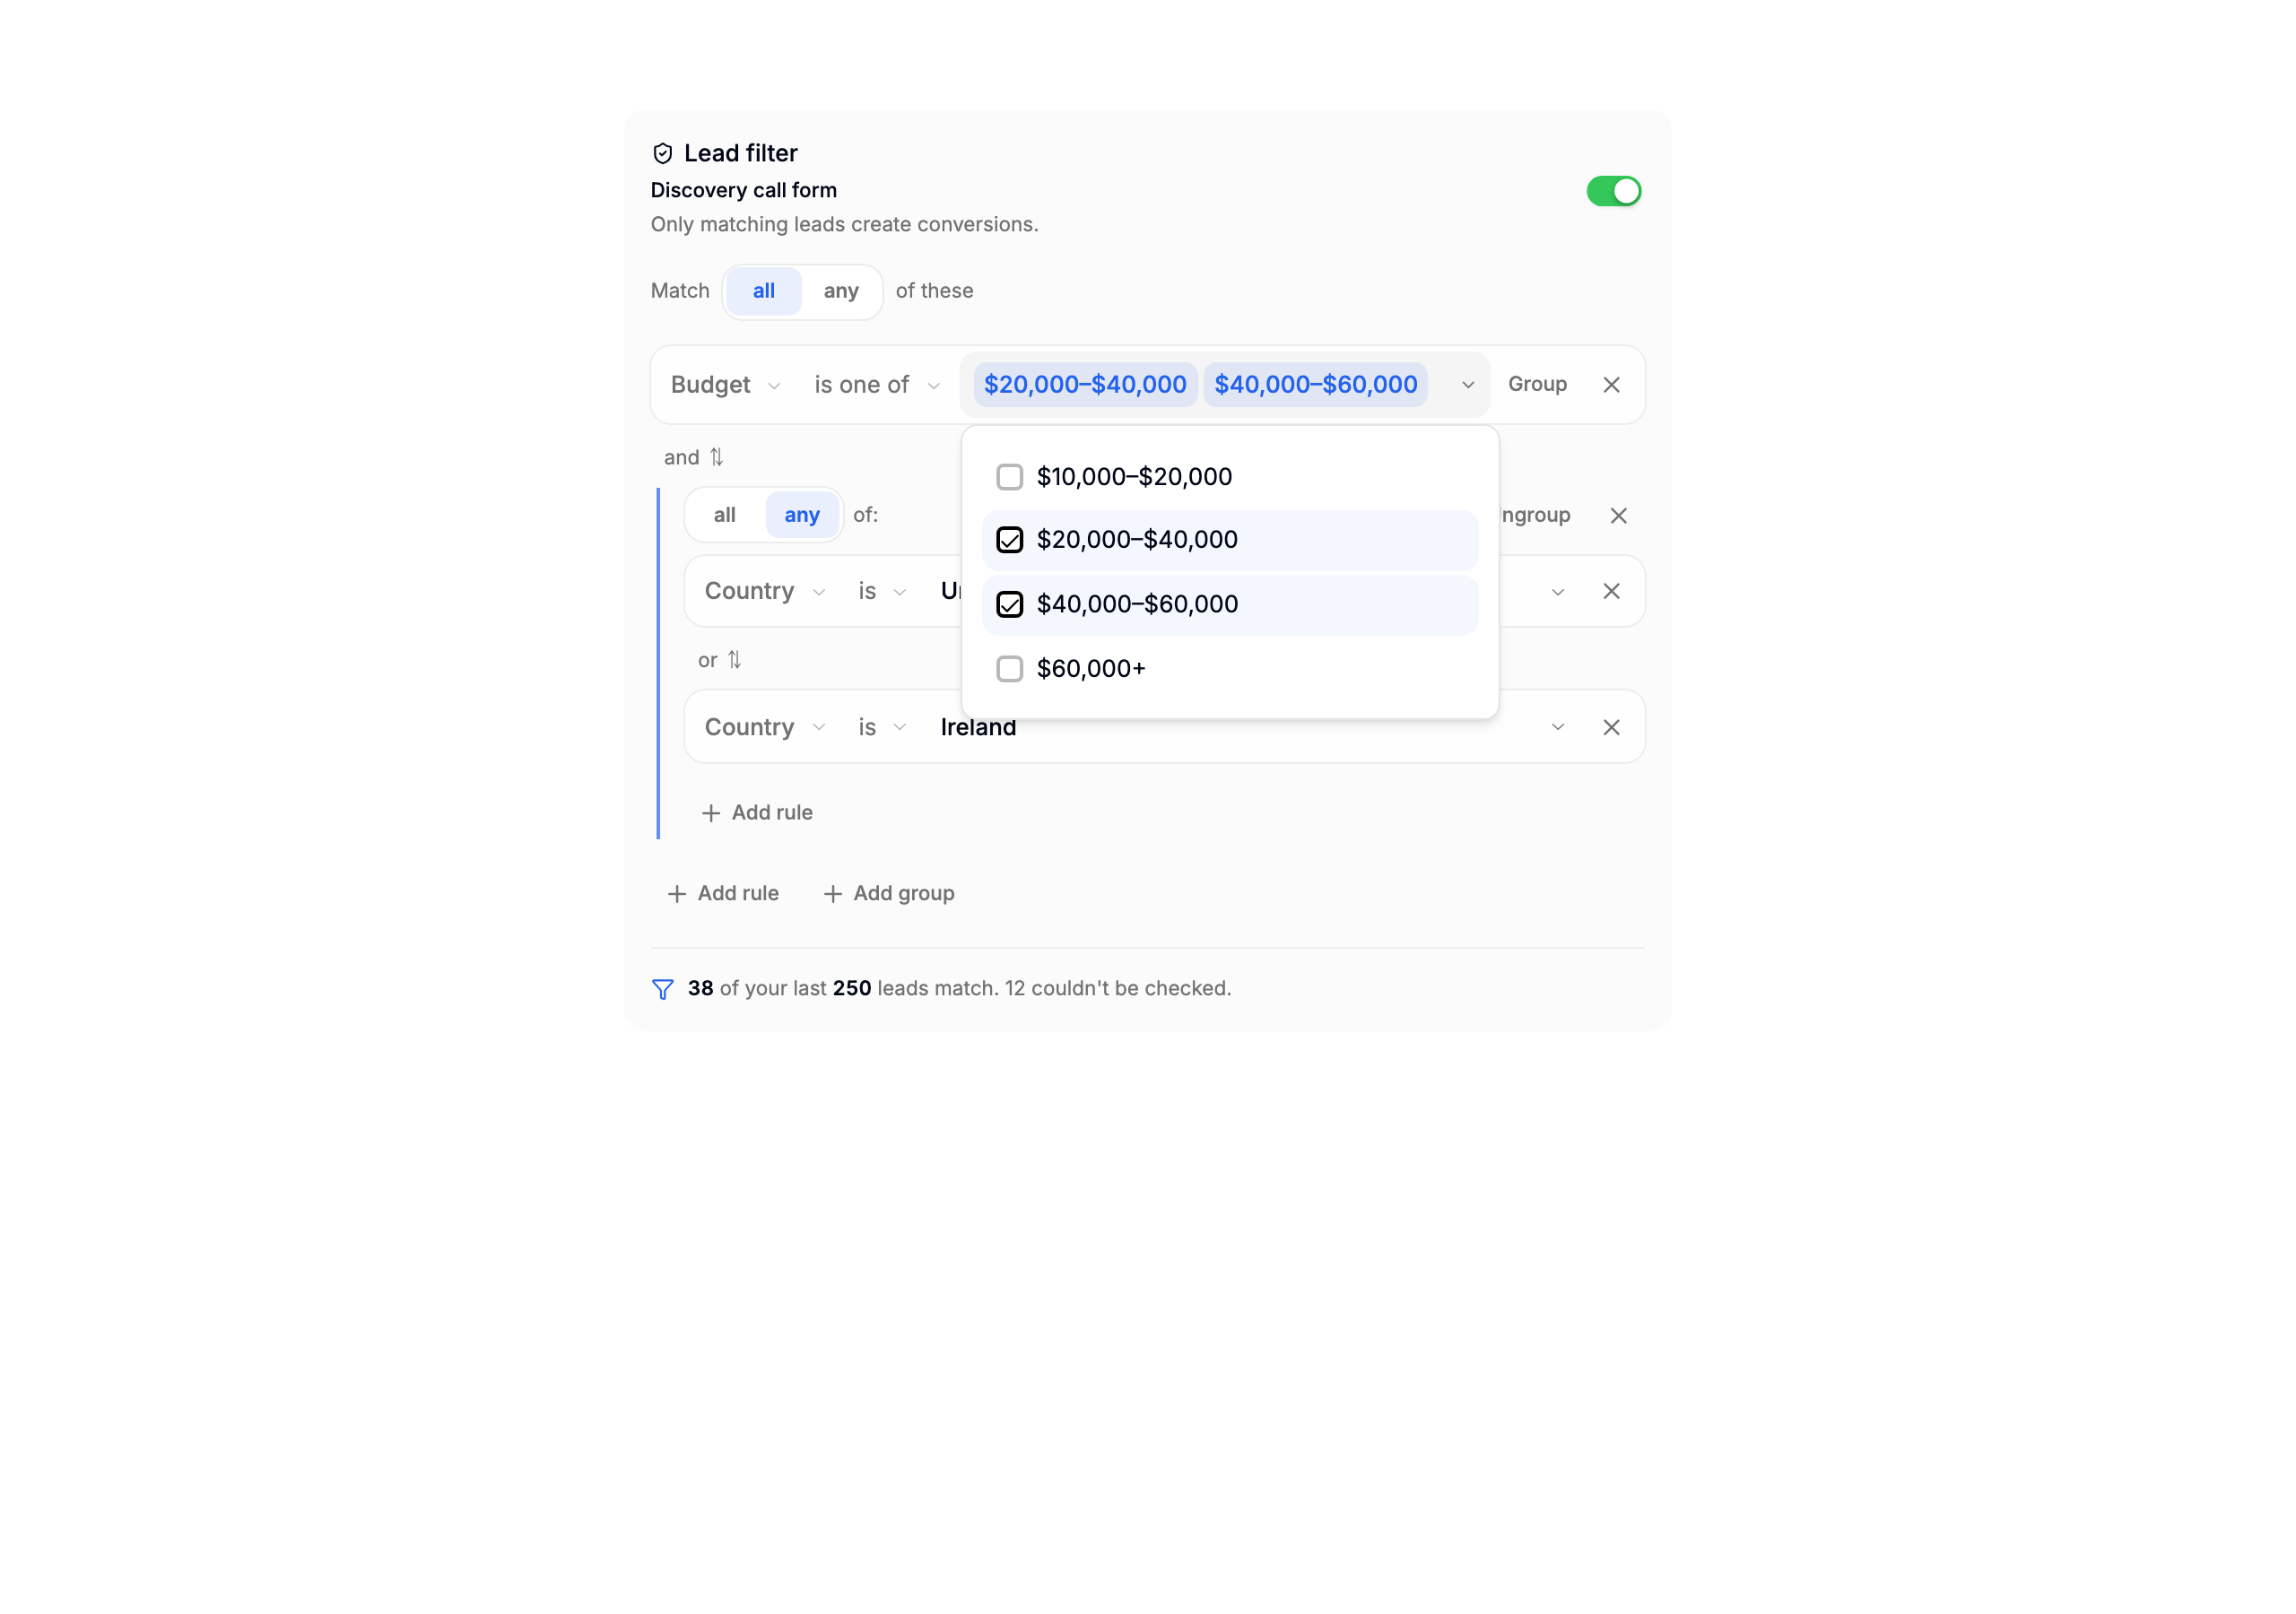 Lead filter
Discovery call form
Only matching leads create conversions.
Match all any of these
Budget is one of $20,000–$40,000 $40,000–$60,000 Group
and
$10,000–$20,000
all any of:
$20,000–$40,000
Country is
$40,000–$60,000
or
$60,000+
Country is Ireland
Add rule
Add rule Add group
38 of your last 250 leads match. 12 couldn't be checked.